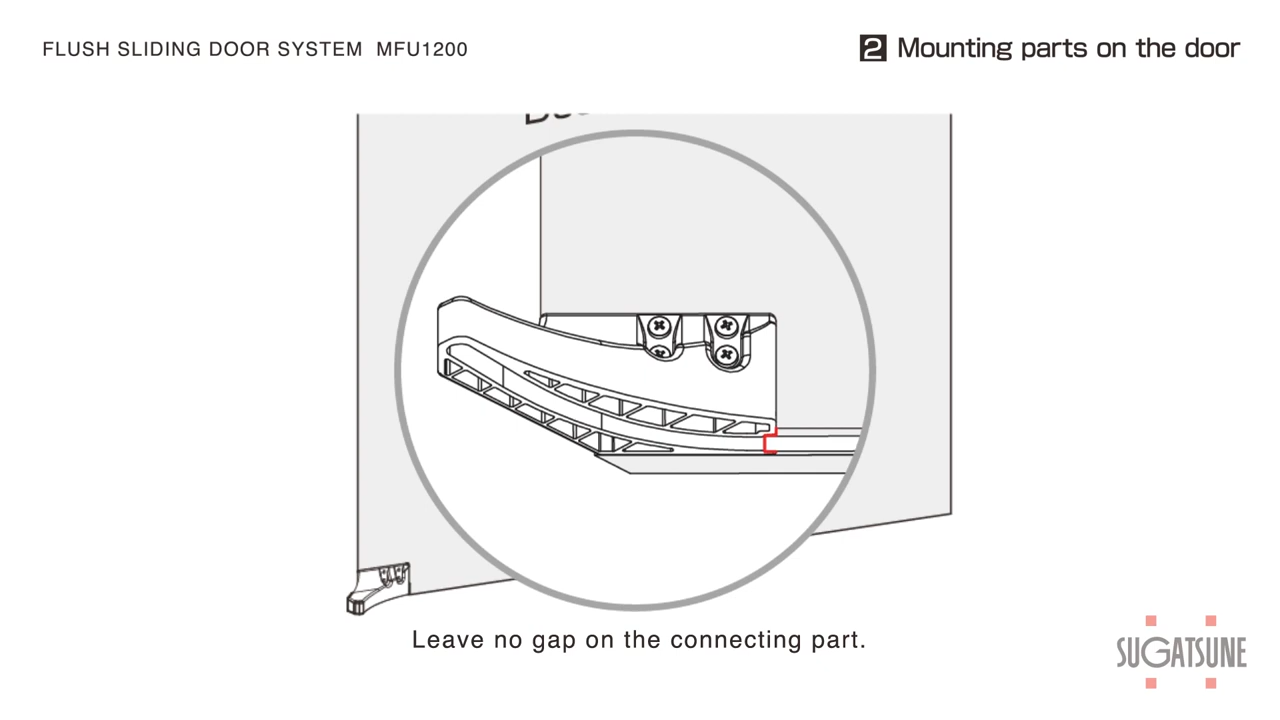 FLUSH SLIDING DOOR SYSTEM MFU1200
2 Mounting parts on the door
Leave no gap on the connecting part.
SUGATSUNE